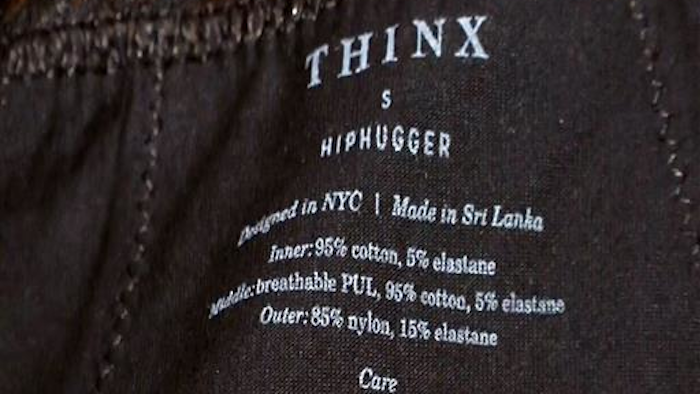 THINX
S
HIPHUGGER
Designed in NYC | Made in Sri Lanka
Inner: 95% cotton, 5% elastane
Middle: breathable PUL, 95% cotton, 5% elastane
Outer: 85% nylon, 15% elastane
Care